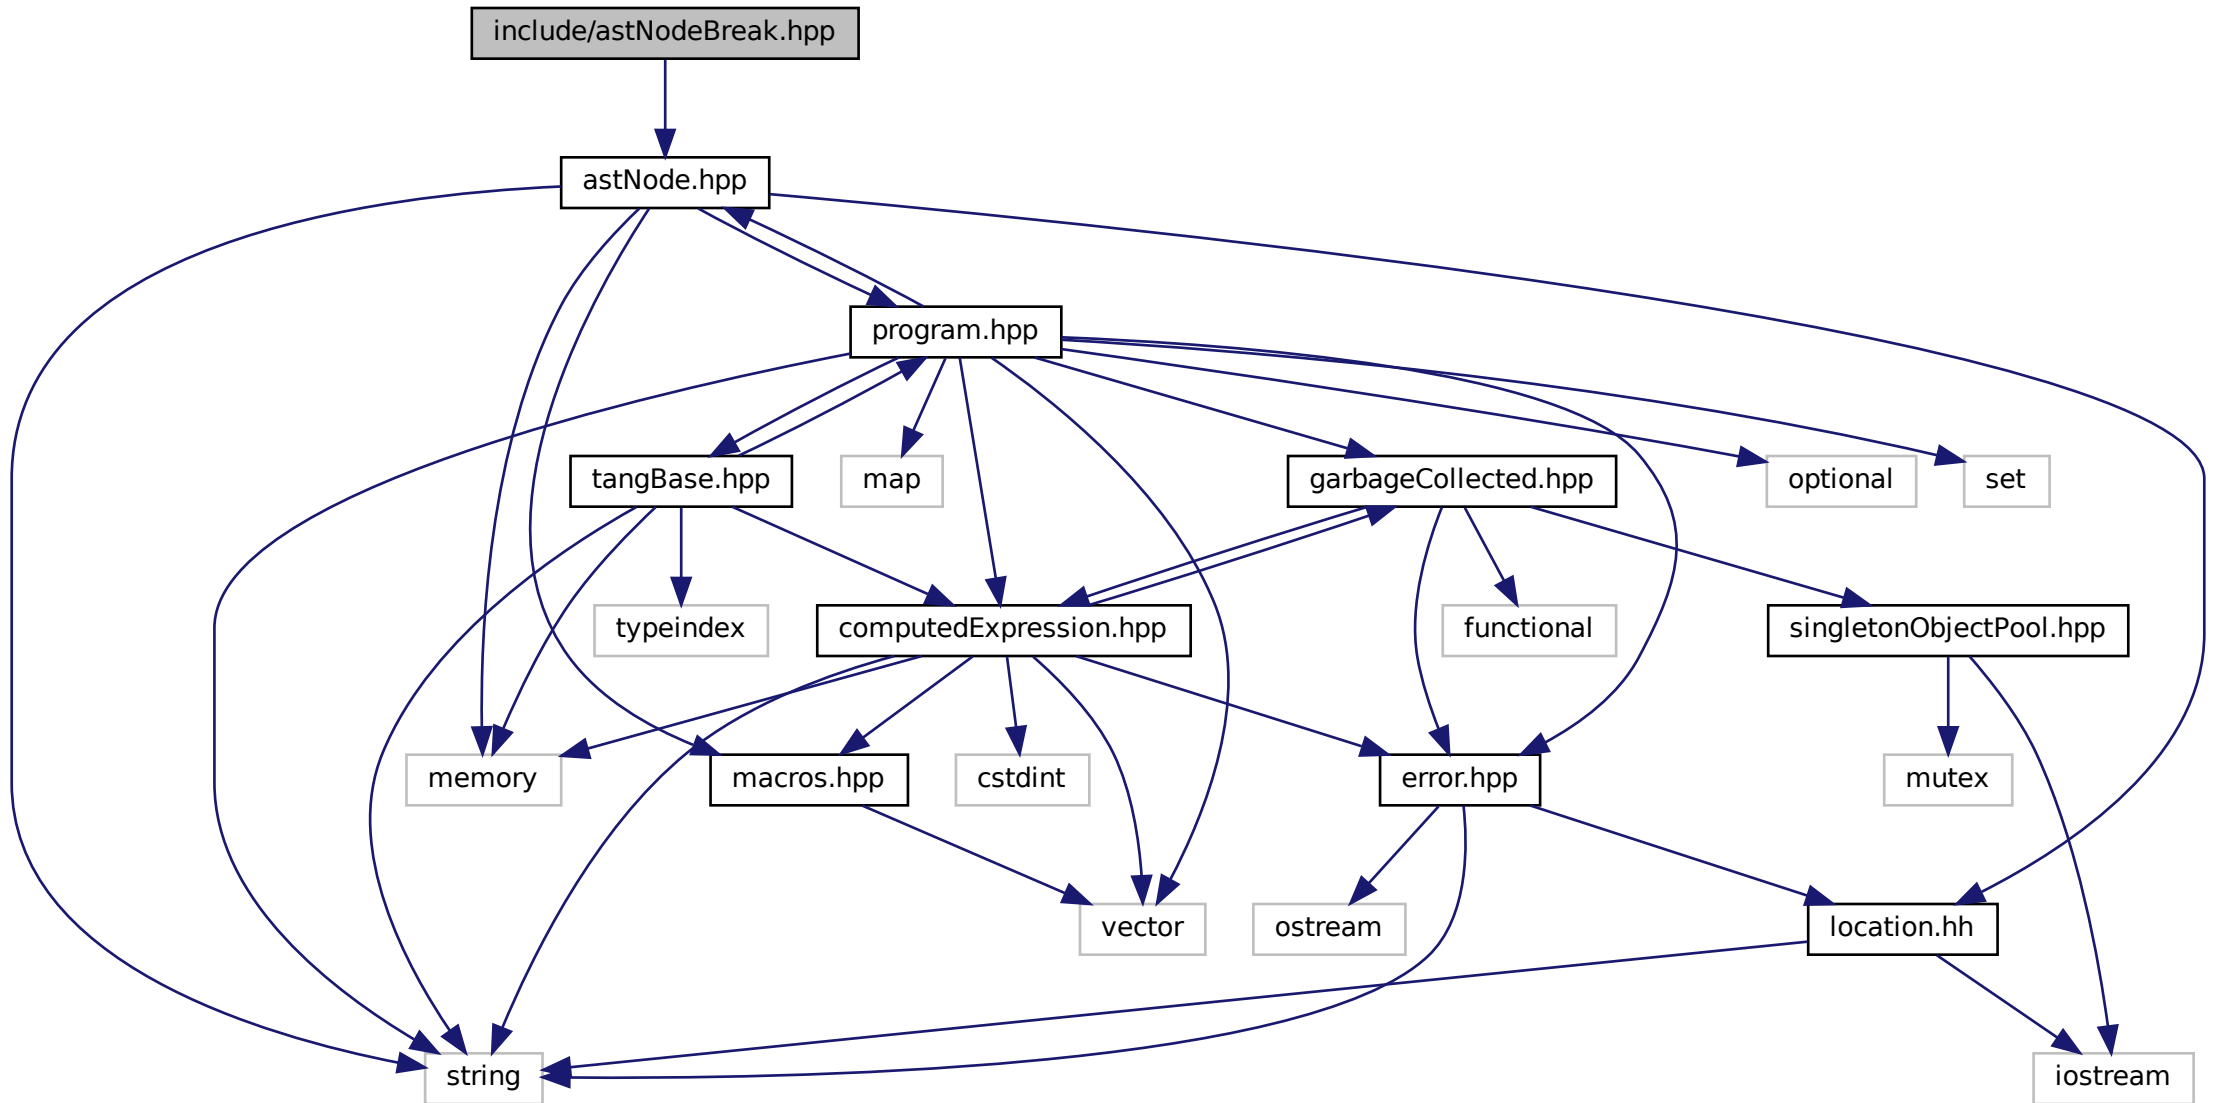 include/astNodeBreak.hpp
astNode.hpp
program.hpp
tangBase.hpp
map
garbageCollected.hpp
optional
set
typeindex
computedExpression.hpp
functional
singletonObjectPool.hpp
memory
macros.hpp
cstdint
error.hpp
mutex
vector
ostream
location.hh
string
iostream